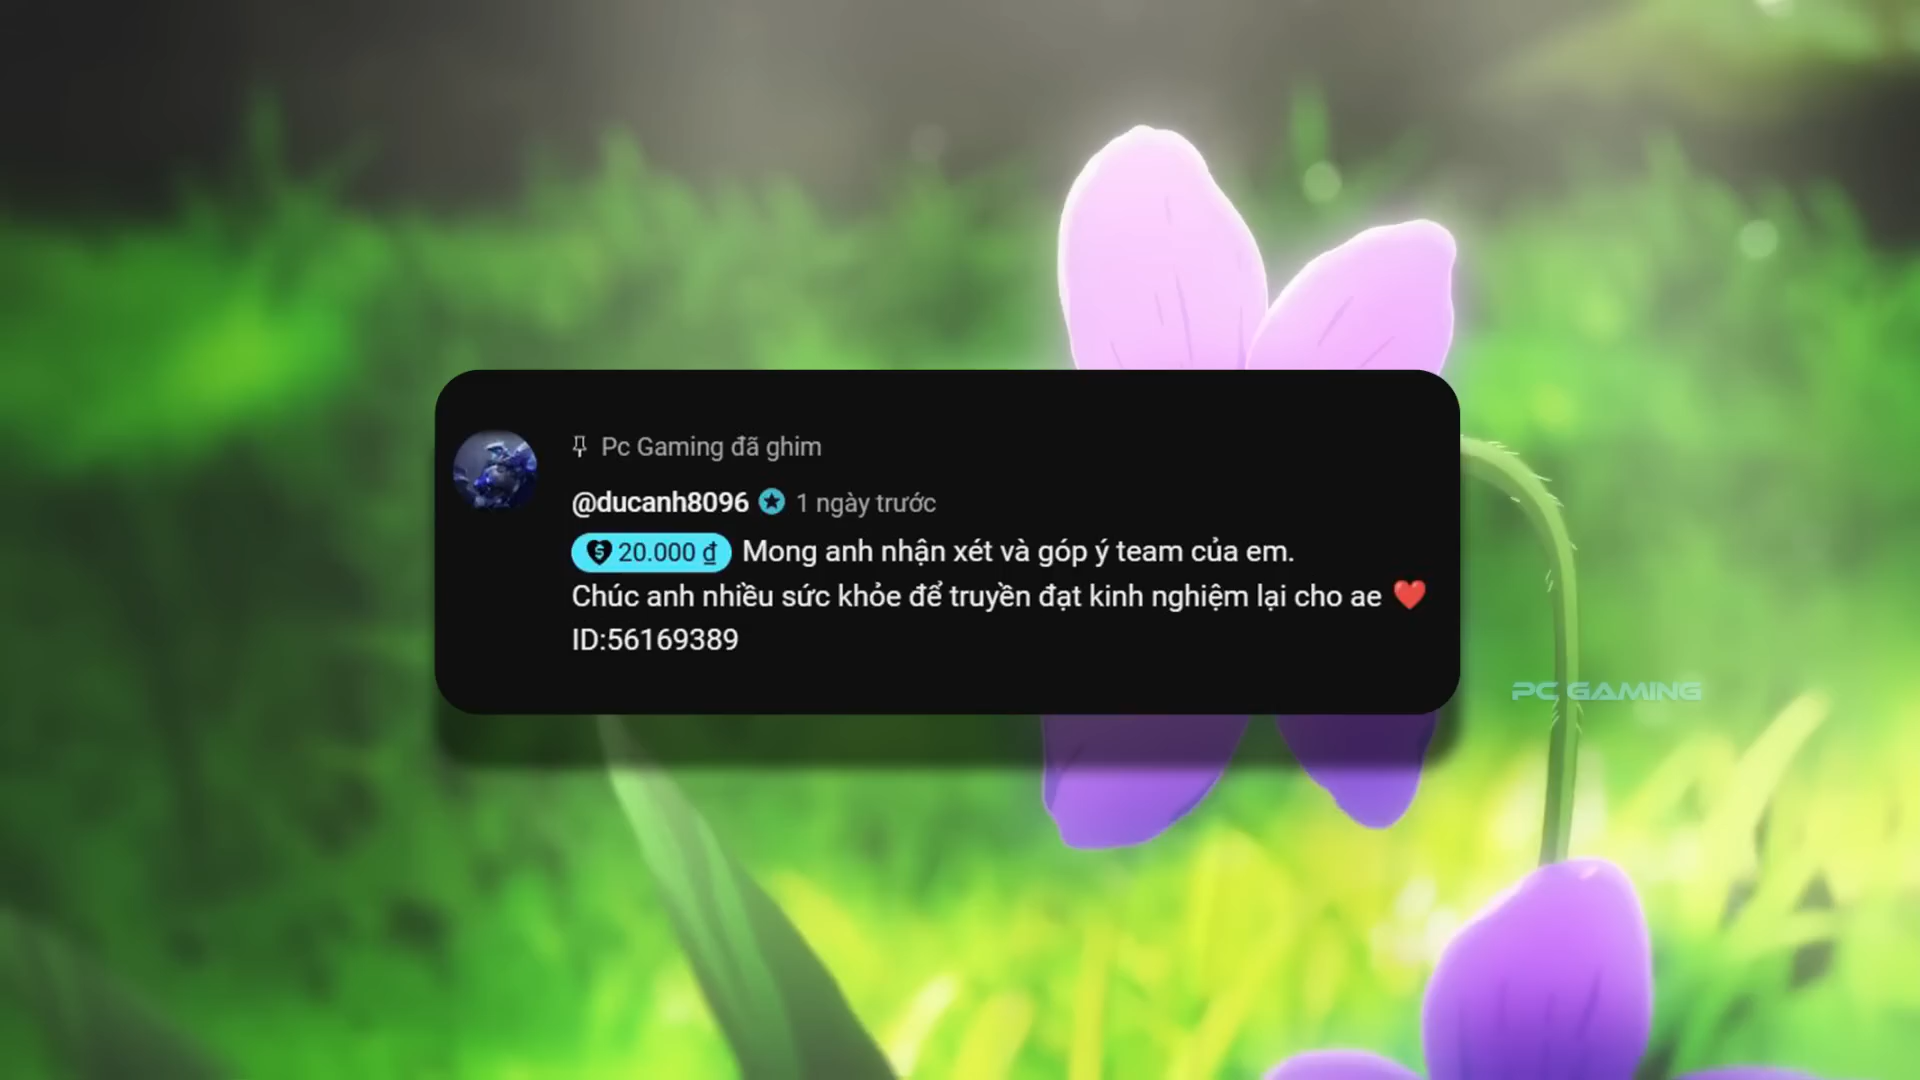 Pc Gaming đã ghim
@ducanh8096 1 ngày trước
20.000 ₫ Mong anh nhận xét và góp ý team của em.
Chúc anh nhiều sức khỏe để truyền đạt kinh nghiệm lại cho ae ❤️
ID:56169389
PC GAMING